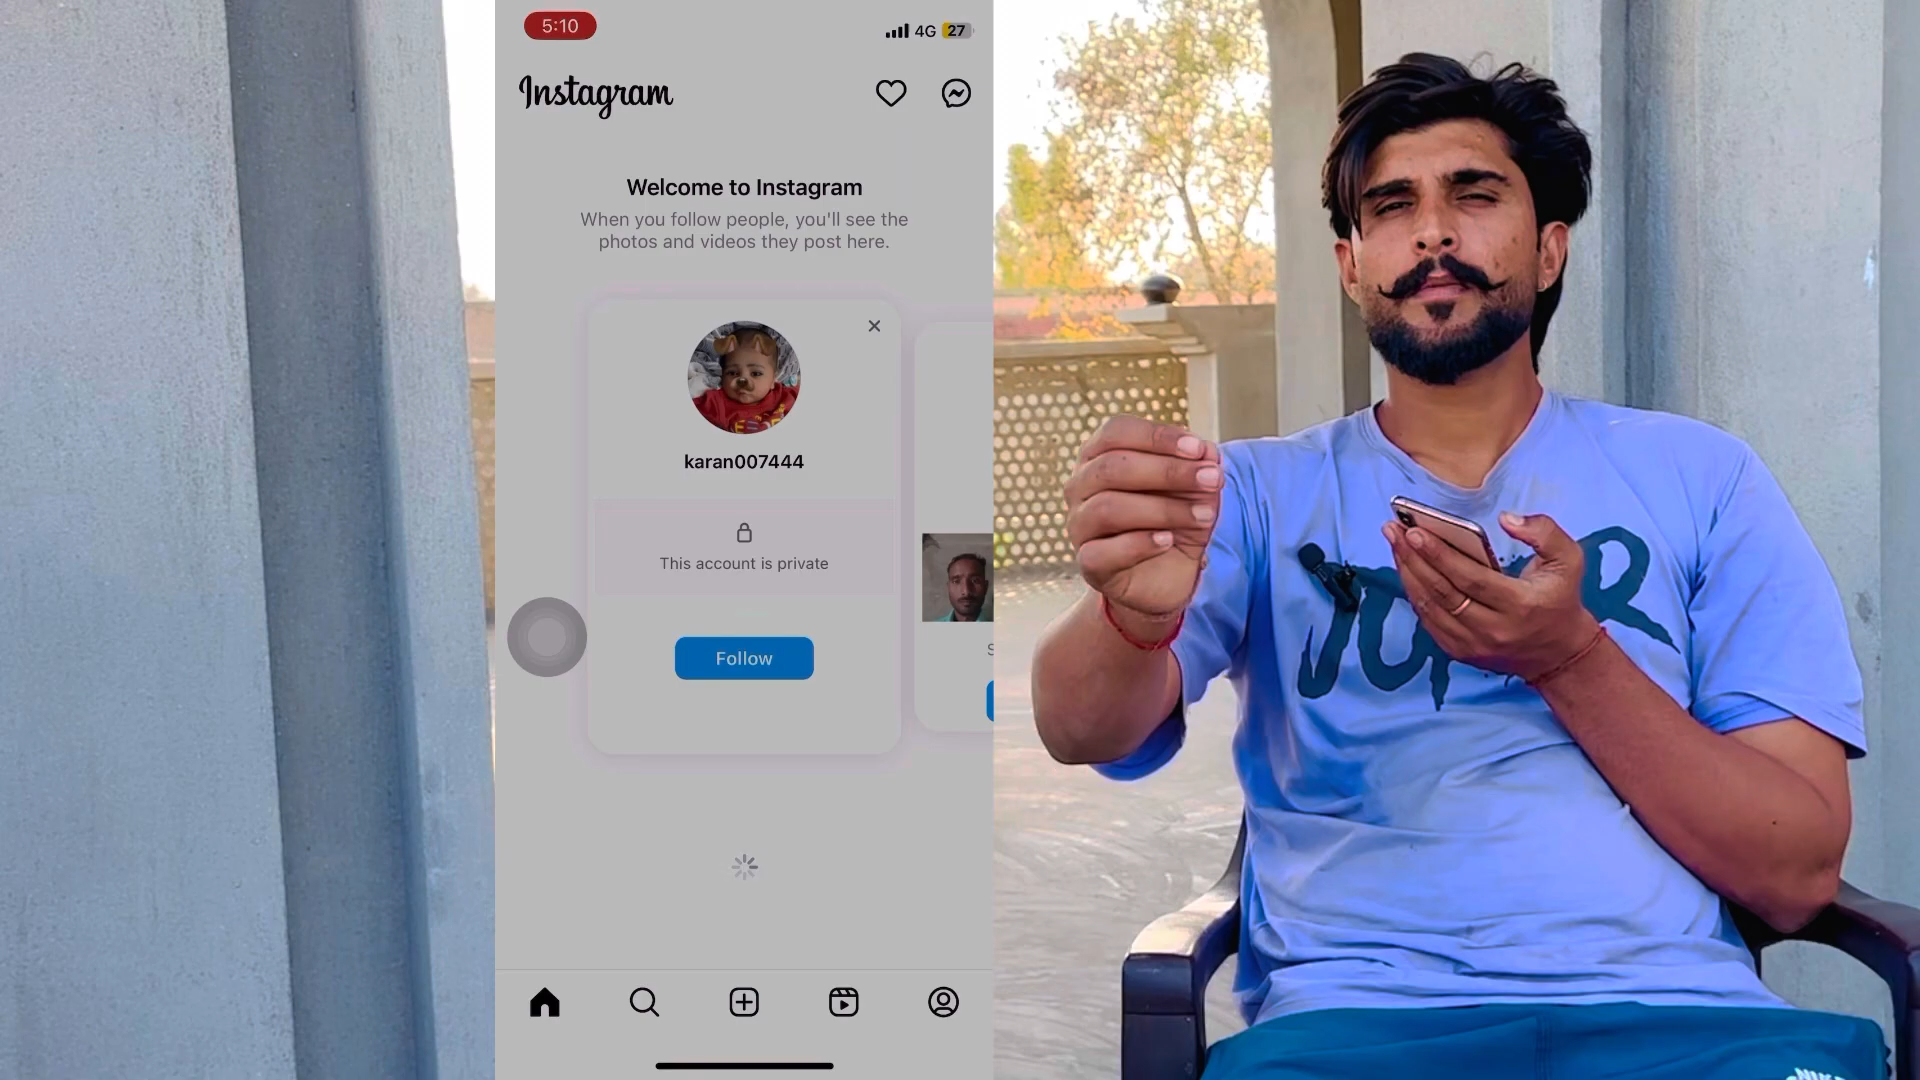 5:10
4G 27
Instagram
Welcome to Instagram
When you follow people, you'll see the
photos and videos they post here.
karan007444
This account is private
Follow